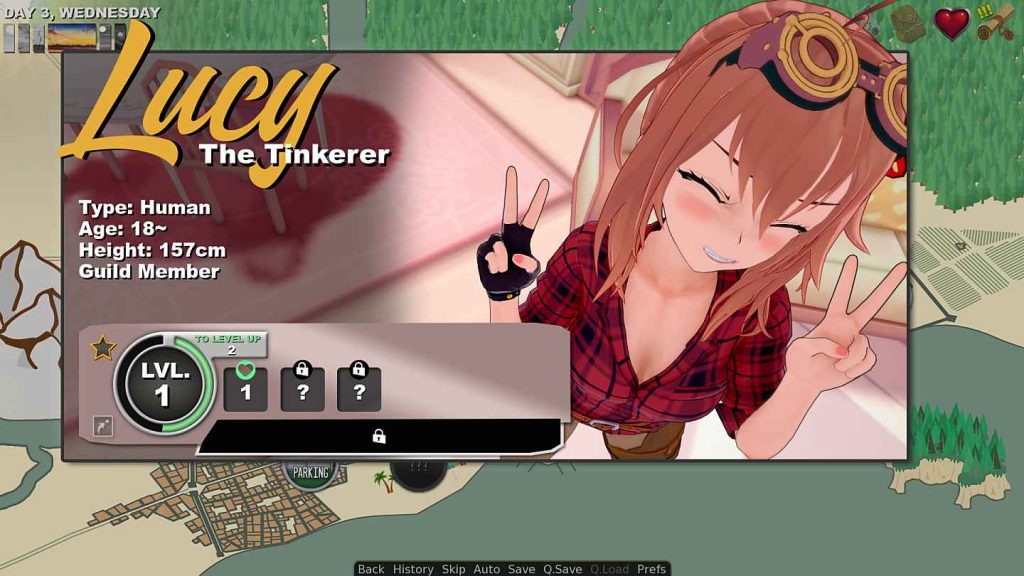 DAY 3, WEDNESDAY
Lucy
The Tinkerer
Type: Human
Age: 18~
Height: 157cm
Guild Member
TO LEVEL UP
2
LVL.
1
1
?
?
PARKING
!!!
Back History Skip Auto Save Q.Save Q.Load Prefs